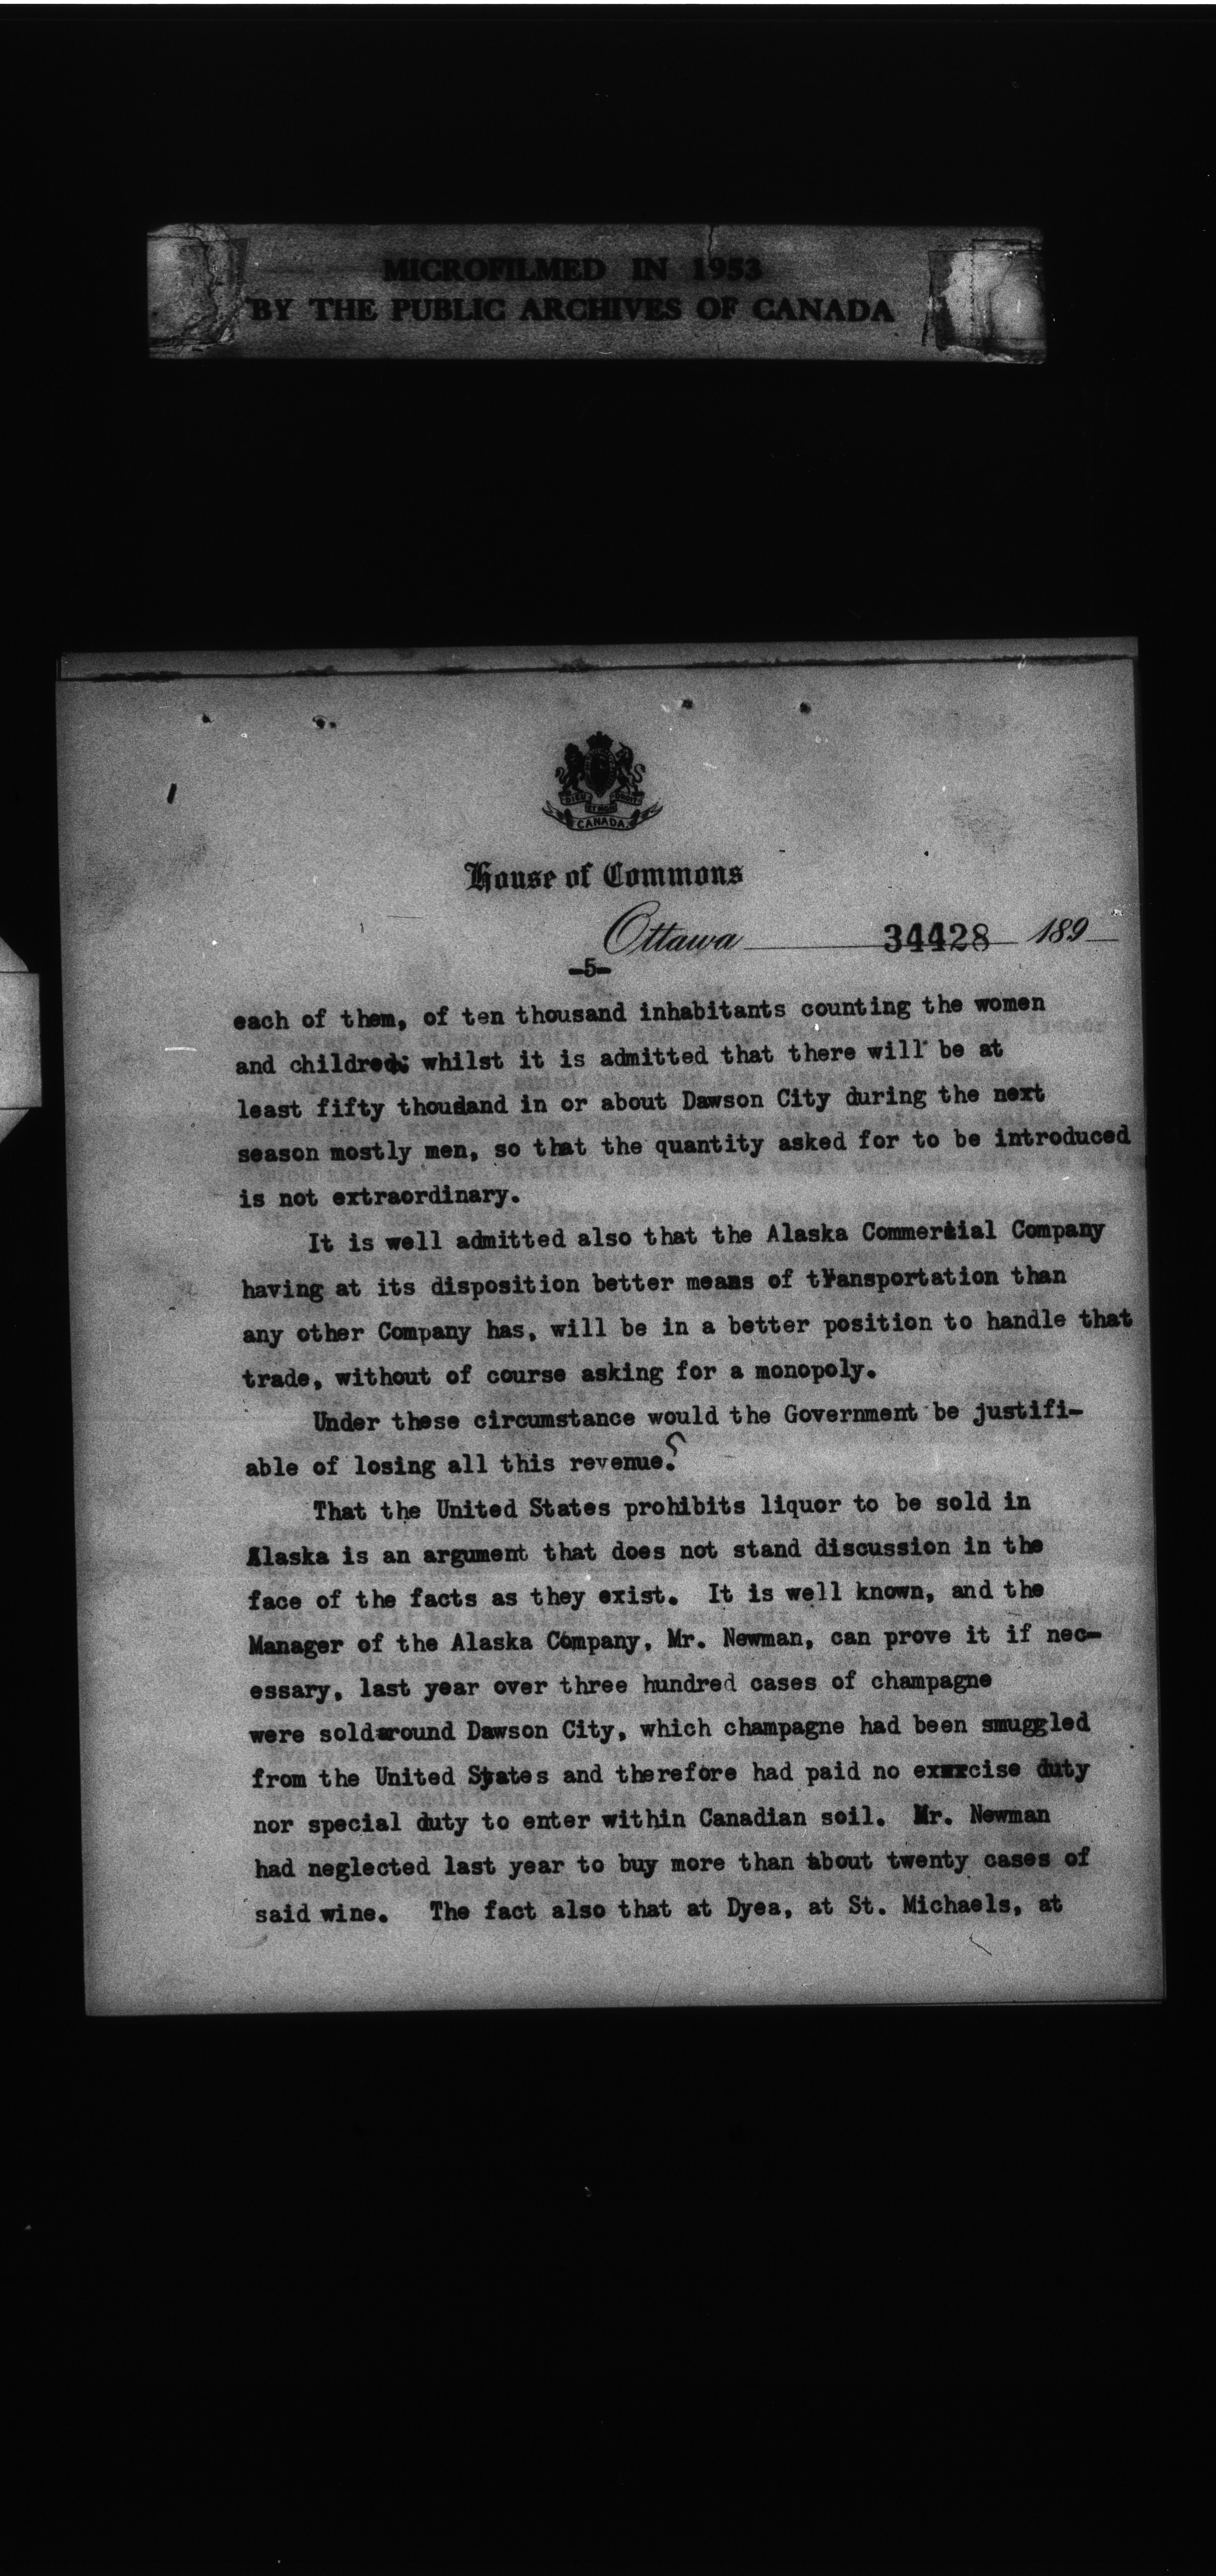 MICROFILMED IN 1953
BY THE PUBLIC ARCHIVES OF CANADA
DIEU ET MON DROIT
CANADA.
House of Commons
Ottawa 34428 189
-5-
each of them, of ten thousand inhabitants counting the women
and children; whilst it is admitted that there will be at
least fifty thousand in or about Dawson City during the next
season mostly men, so that the quantity asked for to be introduced
is not extraordinary.
It is well admitted also that the Alaska Commercial Company
having at its disposition better means of transportation than
any other Company has, will be in a better position to handle that
trade, without of course asking for a monopoly.
Under these circumstance would the Government be justifi-
able of losing all this revenue?
That the United States prohibits liquor to be sold in
Alaska is an argument that does not stand discussion in the
face of the facts as they exist. It is well known, and the
Manager of the Alaska Company, Mr. Newman, can prove it if nec-
essary, last year over three hundred cases of champagne
were soldaround Dawson City, which champagne had been smuggled
from the United States and therefore had paid no exxxcise duty
nor special duty to enter within Canadian soil. Mr. Newman
had neglected last year to buy more than about twenty cases of
said wine. The fact also that at Dyea, at St. Michaels, at